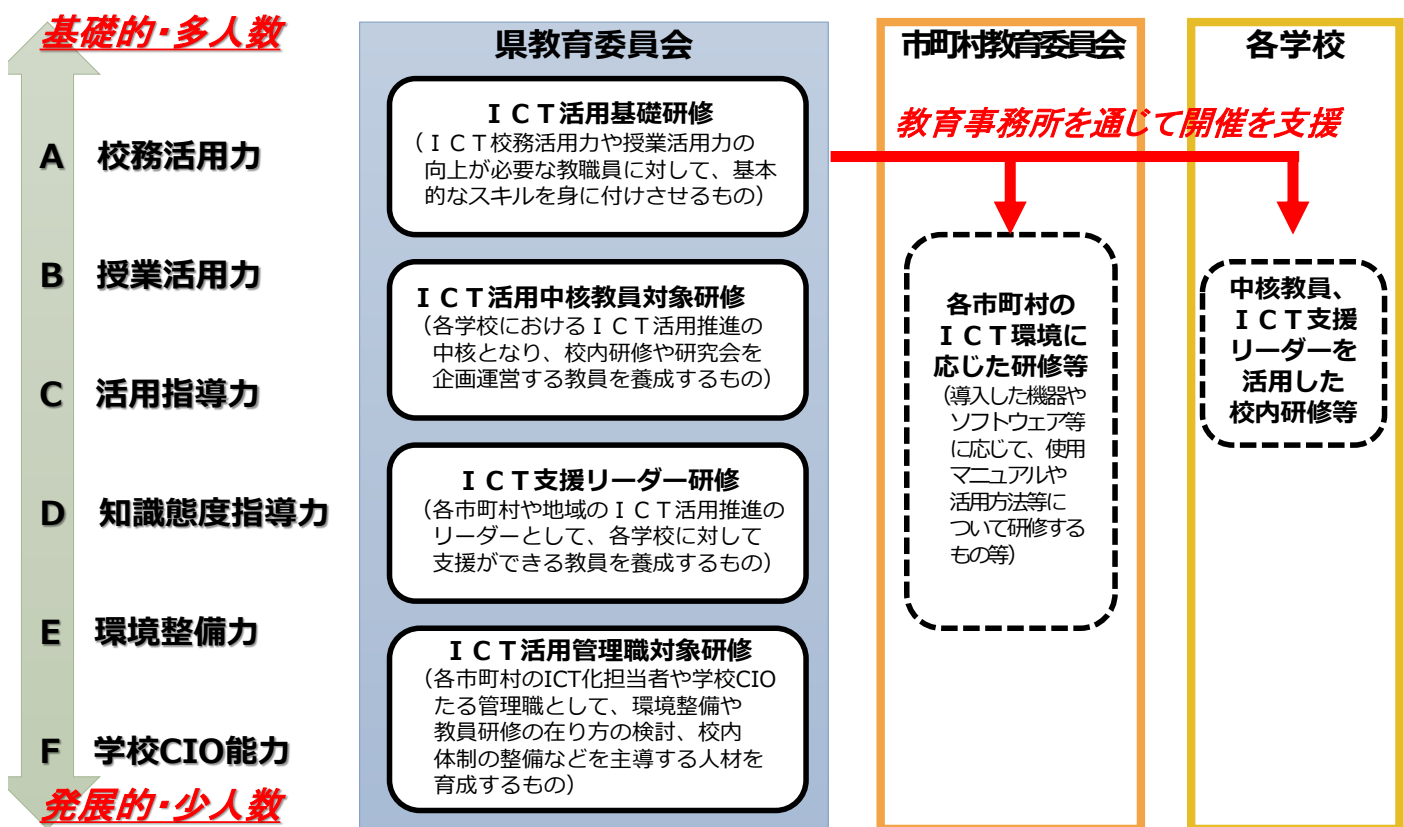 基礎的・多人数
A 校務活用力
B 授業活用力
C 活用指導力
D 知識態度指導力
E 環境整備力
F 学校CIO能力
発展的・少人数
県教育委員会
ＩＣＴ活用基礎研修
（ＩＣＴ校務活用力や授業活用力の
向上が必要な教職員に対して、基本
的なスキルを身に付けさせるもの）
ＩＣＴ活用中核教員対象研修
（各学校におけるＩＣＴ活用推進の
中核となり、校内研修や研究会を
企画運営する教員を養成するもの）
ＩＣＴ支援リーダー研修
（各市町村や地域のＩＣＴ活用推進の
リーダーとして、各学校に対して
支援ができる教員を養成するもの）
ＩＣＴ活用管理職対象研修
（各市町村のICT化担当者や学校CIO
たる管理職として、環境整備や
教員研修の在り方の検討、校内
体制の整備などを主導する人材を
育成するもの）
市町村教育委員会
各学校
教育事務所を通じて開催を支援
各市町村の
ＩＣＴ環境に
応じた研修等
（導入した機器や
ソフトウェア等
に応じて、使用
マニュアルや
活用方法等に
ついて研修する
もの等）
中核教員、
ＩＣＴ支援
リーダーを
活用した
校内研修等